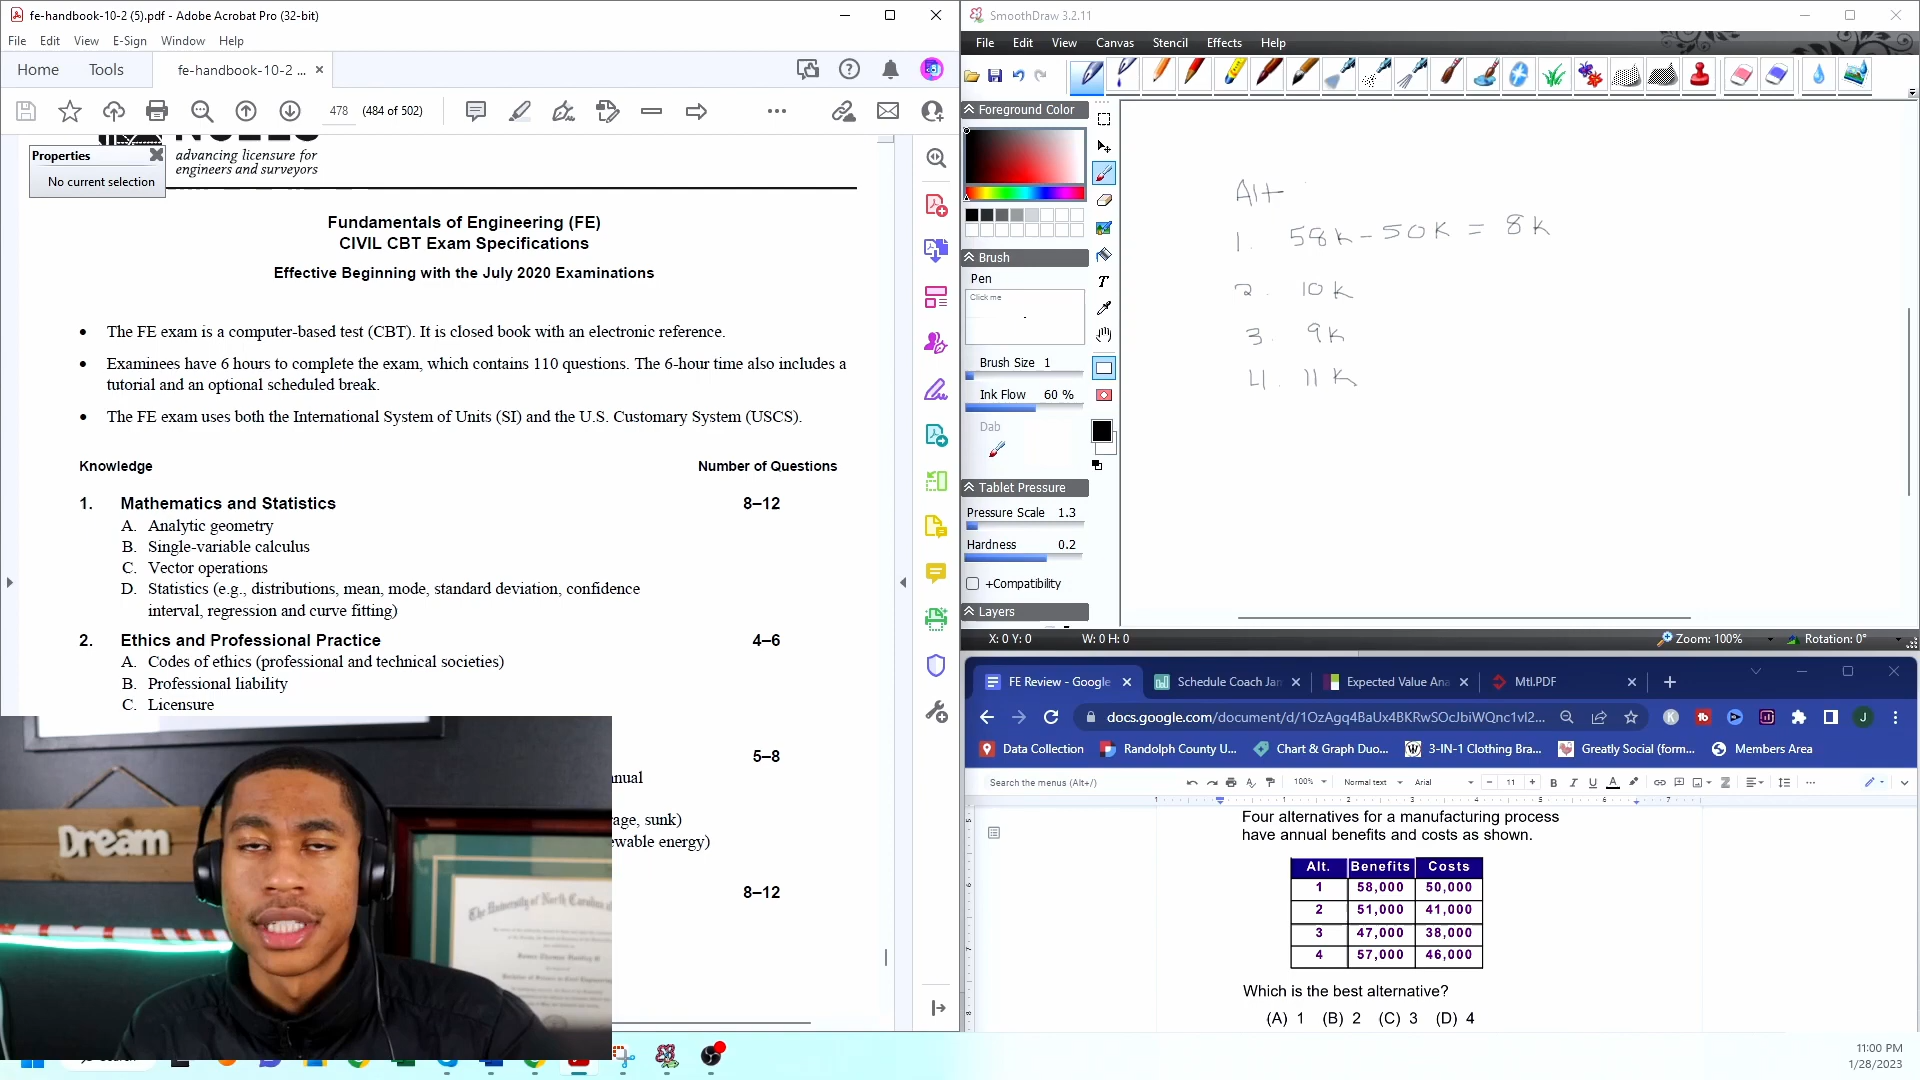 fe-handbook-10-2 (5).pdf - Adobe Acrobat Pro (32-bit)
File Edit View E-Sign Window Help
Home Tools fe-handbook-10-2 ...
478 (484 of 502)
advancing licensure for
engineers and surveyors
Properties
No current selection
Fundamentals of Engineering (FE)
CIVIL CBT Exam Specifications
Effective Beginning with the July 2020 Examinations
• The FE exam is a computer-based test (CBT). It is closed book with an electronic reference.
• Examinees have 6 hours to complete the exam, which contains 110 questions. The 6-hour time also includes a
tutorial and an optional scheduled break.
• The FE exam uses both the International System of Units (SI) and the U.S. Customary System (USCS).
Knowledge Number of Questions
1. Mathematics and Statistics 8–12
A. Analytic geometry
B. Single-variable calculus
C. Vector operations
D. Statistics (e.g., distributions, mean, mode, standard deviation, confidence
interval, regression and curve fitting)
2. Ethics and Professional Practice 4–6
A. Codes of ethics (professional and technical societies)
B. Professional liability
C. Licensure
5–8
nnual
rage, sunk)
ewable energy)
8–12
Dream
The University of North Carolina
SmoothDraw 3.2.11
File Edit View Canvas Stencil Effects Help
Foreground Color
Brush
Pen
Click me
Brush Size 1
Ink Flow 60 %
Dab
Tablet Pressure
Pressure Scale 1.3
Hardness 0.2
+Compatibility
Layers
Alt
1. 58k - 50k = 8k
2. 10k
3. 9k
4. 11k
X: 0 Y: 0 W: 0 H: 0 Zoom: 100% Rotation: 0°
FE Review - Google Schedule Coach Jan Expected Value Ana Mtl.PDF
docs.google.com/document/d/1OzAgq4BaUx4BKRwSOcJbiWQnc1vl2...
Data Collection Randolph County U... Chart & Graph Duo... 3-IN-1 Clothing Bra... Greatly Social (form... Members Area
Search the menus (Alt+/) 100% Normal text Arial 11
Four alternatives for a manufacturing process
have annual benefits and costs as shown.
Alt. Benefits Costs
1 58,000 50,000
2 51,000 41,000
3 47,000 38,000
4 57,000 46,000
Which is the best alternative?
(A) 1 (B) 2 (C) 3 (D) 4
11:00 PM
1/28/2023